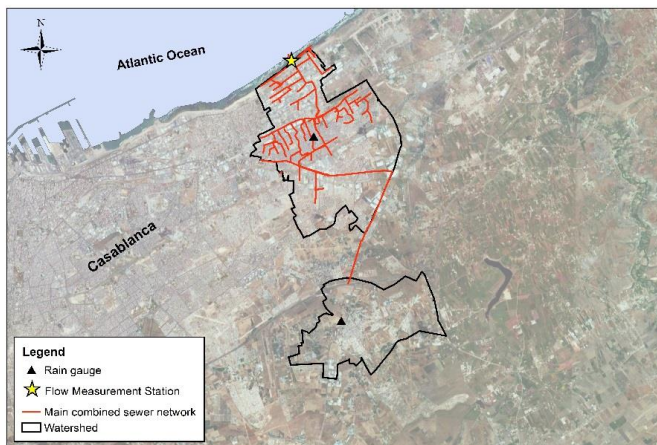 N
Atlantic Ocean
Casablanca
Legend
Rain gauge
Flow Measurement Station
Main combined sewer network
Watershed